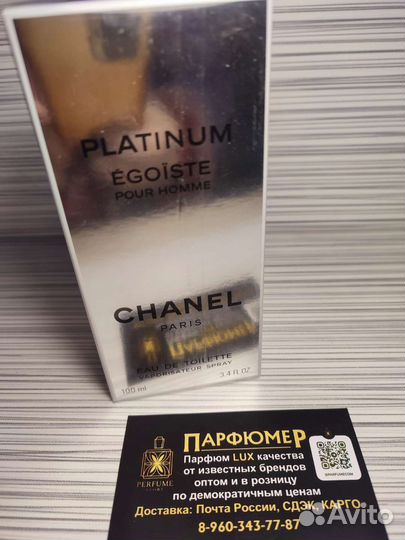 PLATINUM
ÉGOÏSTE
POUR HOMME
CHANEL
PARIS
EAU DE TOILETTE
VAPORISATEUR SPRAY
100 ml
3.4 FL. OZ
ПАРФЮМЕР
Парфюм LUX качества
от известных брендов
оптом и в розницу
по демократичным ценам
Доставка: Почта России, СДЭК, КАРГО
8-960-343-77-87
PERFUME
Avito